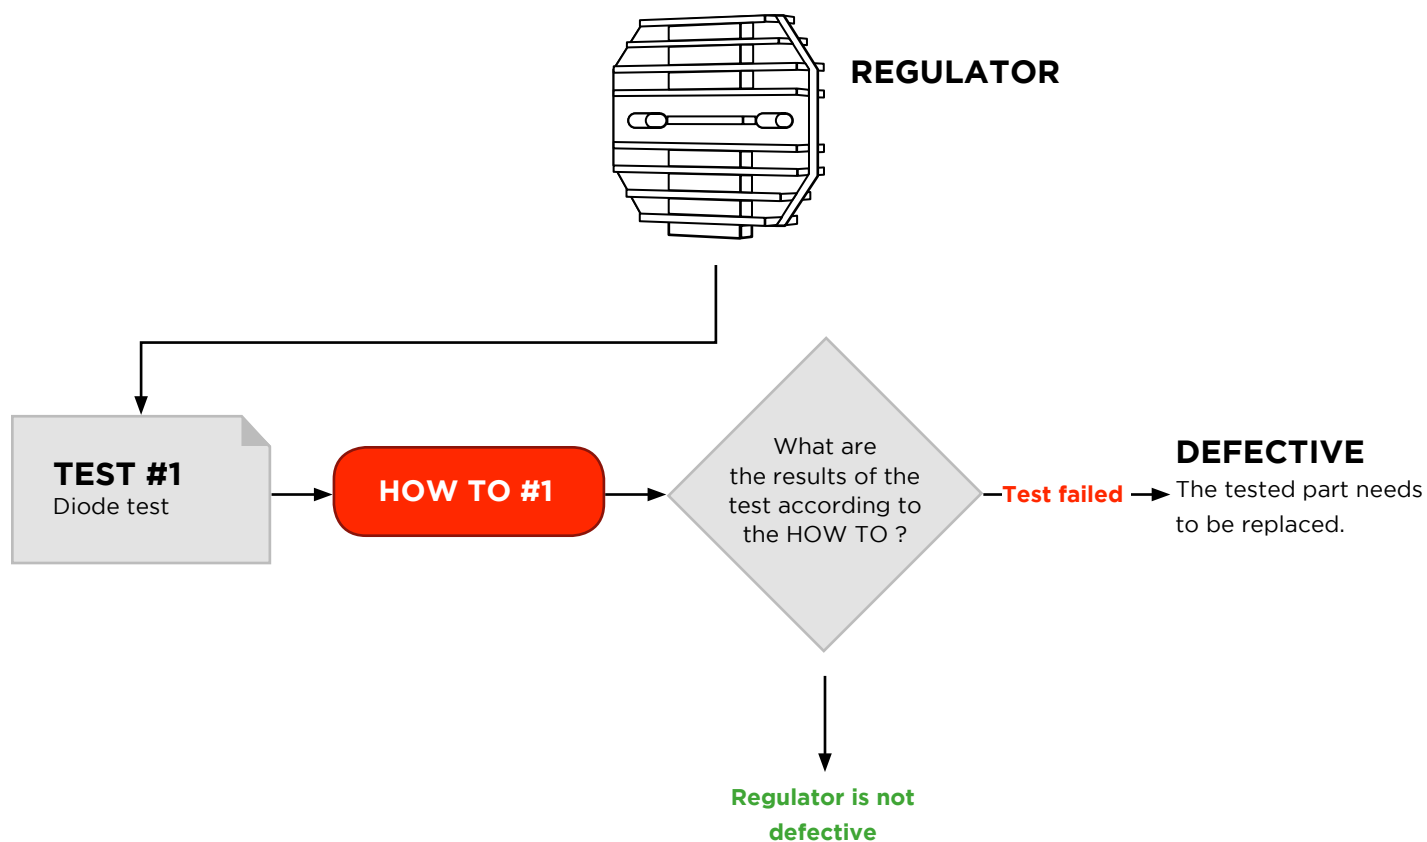 REGULATOR
TEST #1
Diode test
HOW TO #1
What are
the results of the
test according to
the HOW TO ?
Test failed
DEFECTIVE
The tested part needs
to be replaced.
Regulator is not
defective